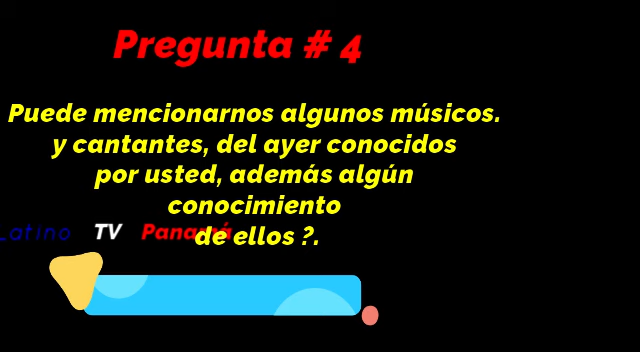 Pregunta # 4
Puede mencionarnos algunos músicos.
y cantantes, del ayer conocidos
por usted, además algún
conocimiento
Latino TV Panamá
de ellos ?.